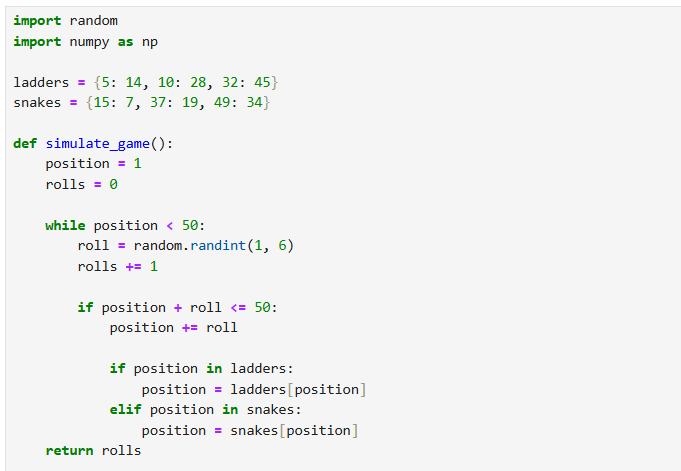 import random
import numpy as np

ladders = {5: 14, 10: 28, 32: 45}
snakes = {15: 7, 37: 19, 49: 34}

def simulate_game():
    position = 1
    rolls = 0

    while position < 50:
        roll = random.randint(1, 6)
        rolls += 1

        if position + roll <= 50:
            position += roll

            if position in ladders:
                position = ladders[position]
            elif position in snakes:
                position = snakes[position]
    return rolls